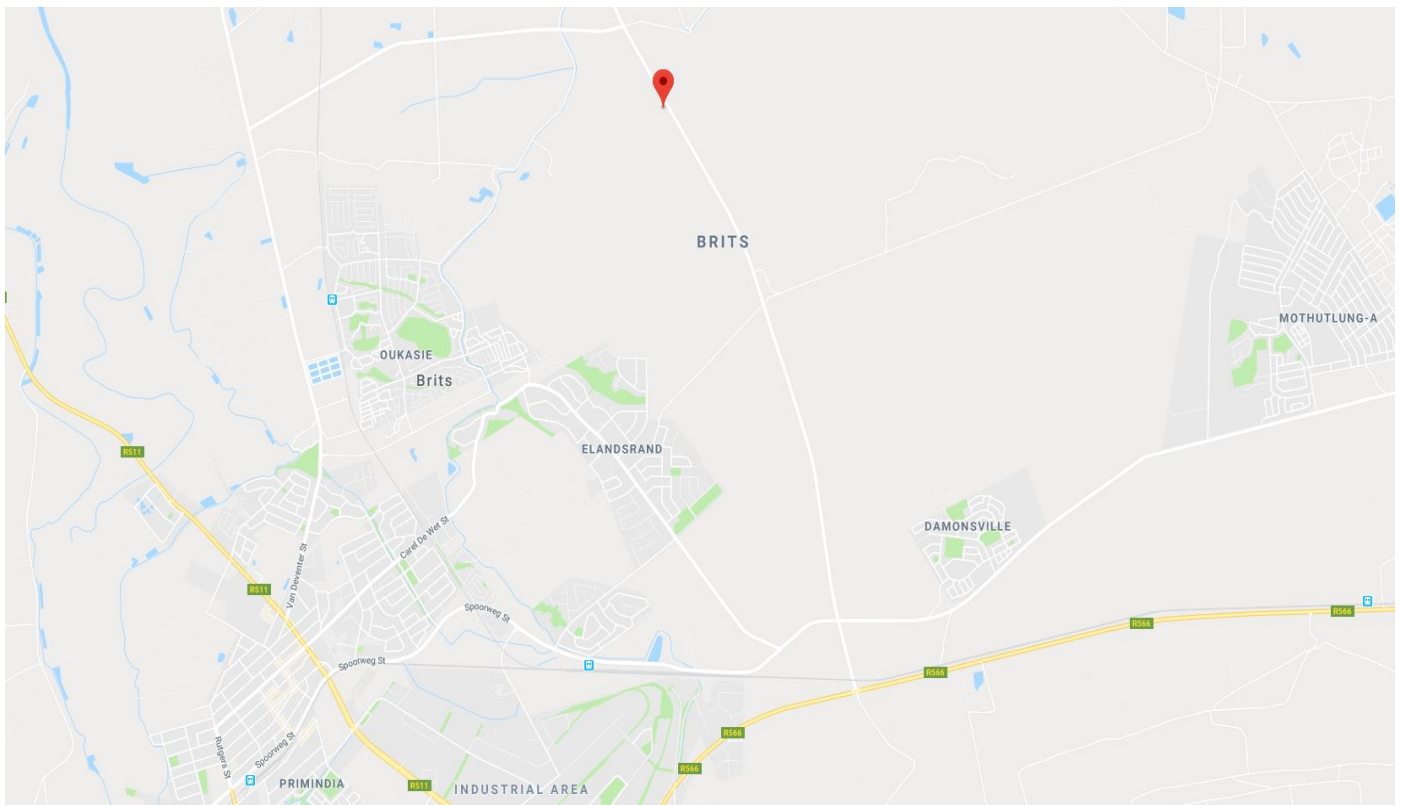 BRITS
MOTHUTLUNG-A
OUKASIE
Brits
ELANDSRAND
R511
DAMONSVILLE
Carel De Wet St
Van Deventer St
R511
Spoorweg St
R566
R566
Spoorweg St
R566
R566
Spoorweg St
Rutgers St
R566
PRIMINDIA
R511
INDUSTRIAL AREA